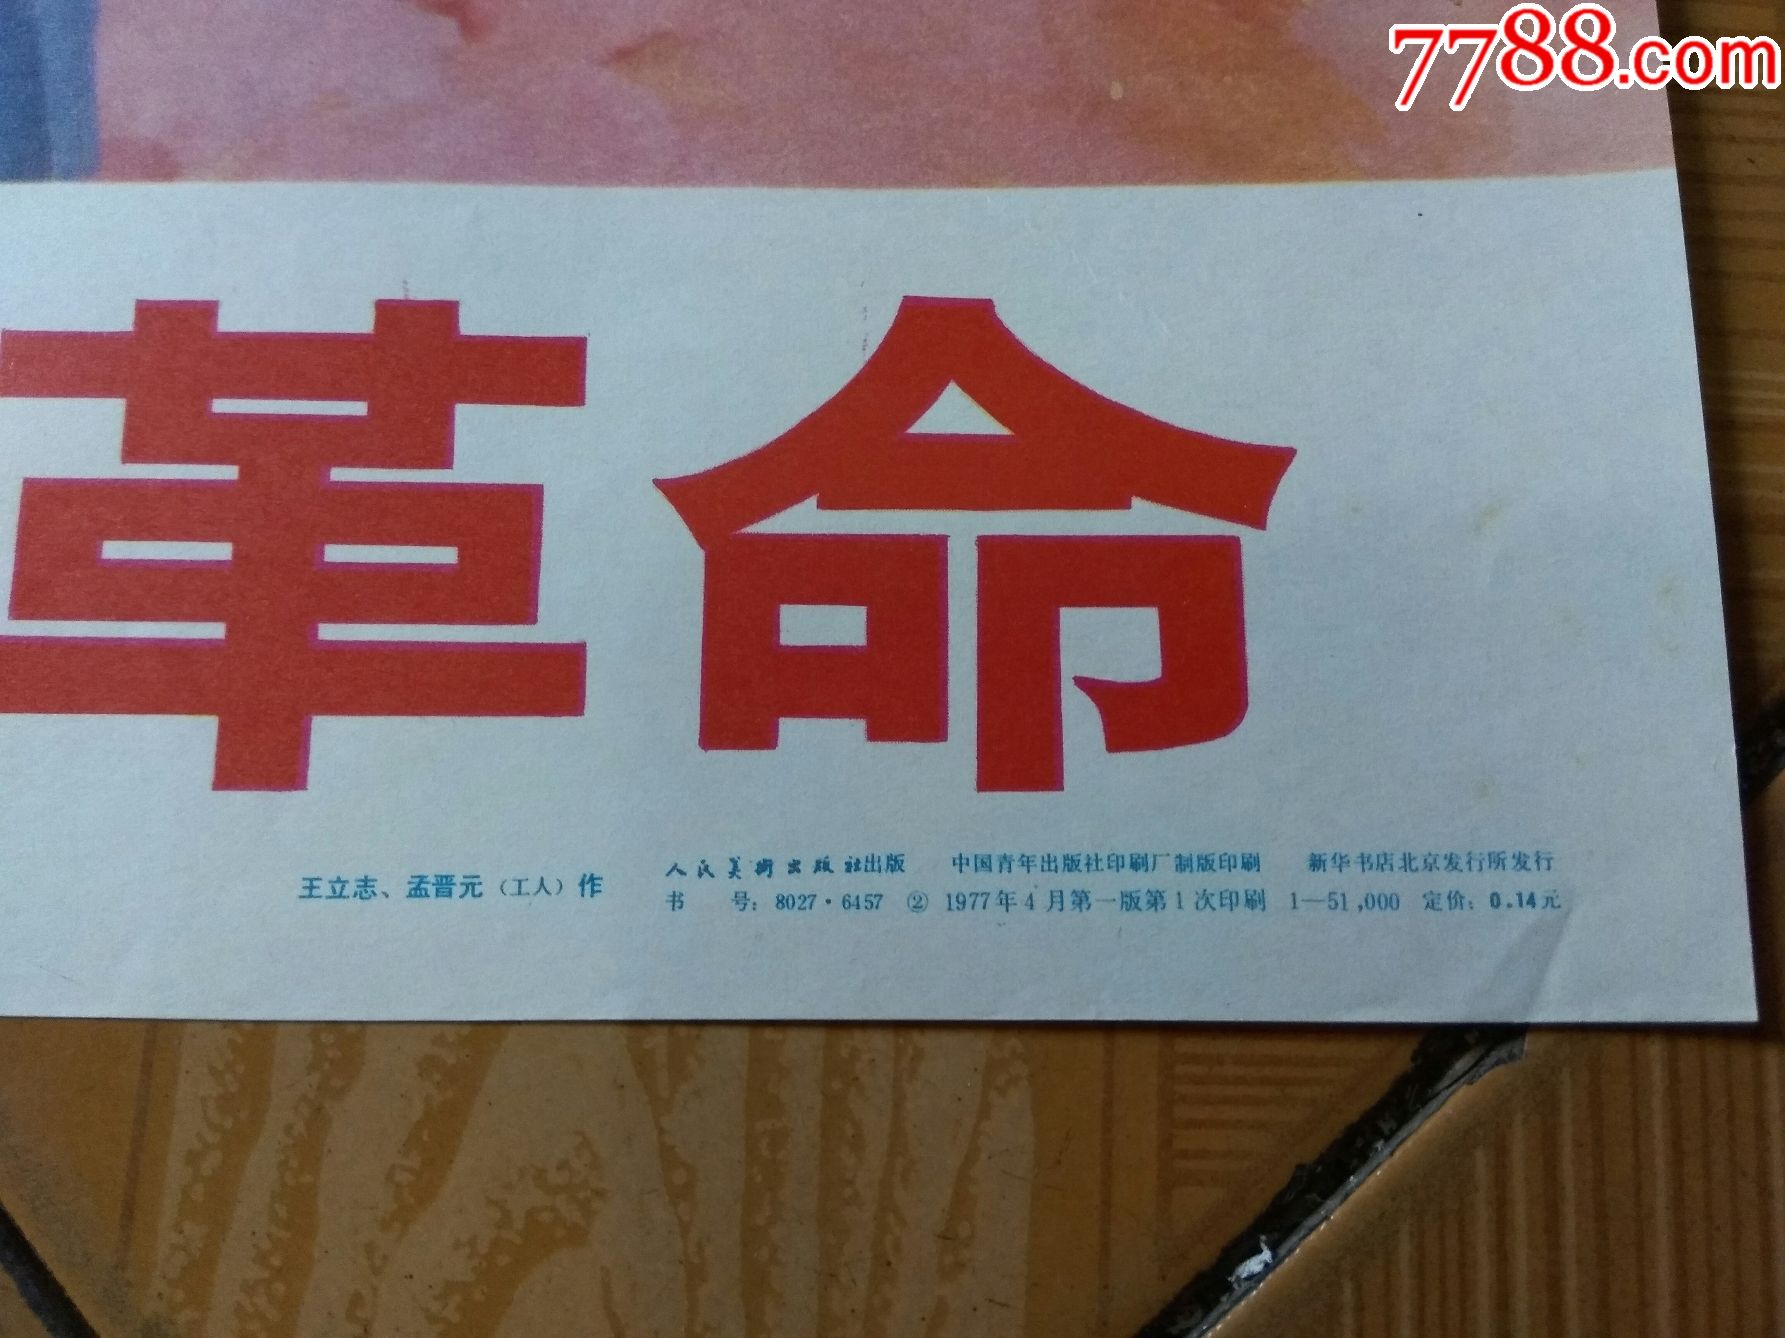 7788.com
革命
王立志、孟晋元（工人）作
人民美術出版社出版 中国青年出版社印刷厂制版印刷 新华书店北京发行所发行
书 号：8027·6457 ② 1977年4月第一版第1次印刷 1—51,000 定价：0.14元